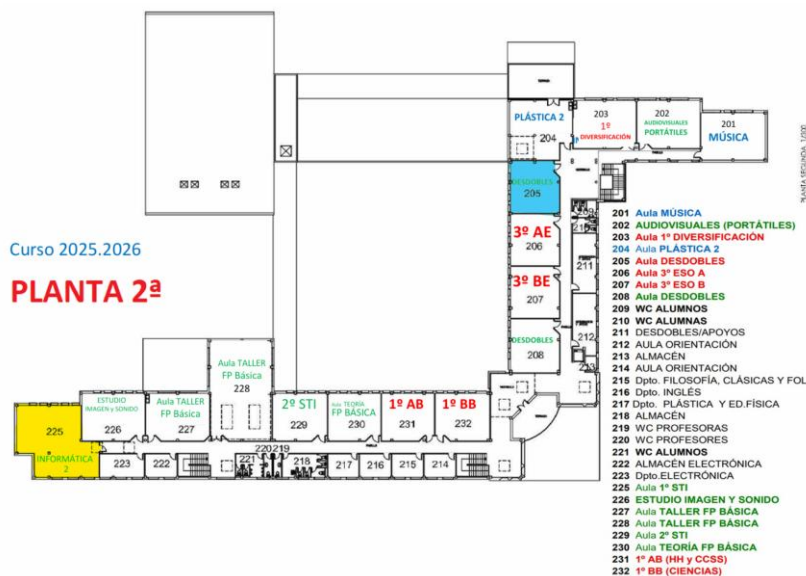 PLÁSTICA 2
204
203
1º
DIVERSIFICACIÓN
202
AUDIOVISUALES
PORTÁTILES
201
MÚSICA
PLANTA SEGUNDA 1/300
DESDOBLES
205
3º AE
206
3º BE
207
DESDOBLES
208
209
210
211
212
213
Curso 2025.2026
PLANTA 2ª
Aula TALLER
FP Básica
228
225
INFORMÁTICA
2
ESTUDIO
IMAGEN y SONIDO
226
Aula TALLER
FP Básica
227
2º STI
229
Aula TEORÍA
FP BÁSICA
230
1º AB
231
1º BB
232
223
222
221
220
219
218
217
216
215
214
201 Aula MÚSICA
202 AUDIOVISUALES (PORTÁTILES)
203 Aula 1º DIVERSIFICACIÓN
204 Aula PLÁSTICA 2
205 Aula DESDOBLES
206 Aula 3º ESO A
207 Aula 3º ESO B
208 Aula DESDOBLES
209 WC ALUMNOS
210 WC ALUMNAS
211 DESDOBLES/APOYOS
212 AULA ORIENTACIÓN
213 ALMACÉN
214 AULA ORIENTACIÓN
215 Dpto. FILOSOFÍA, CLÁSICAS Y FOL
216 Dpto. INGLÉS
217 Dpto. PLÁSTICA Y ED.FÍSICA
218 ALMACÉN
219 WC PROFESORAS
220 WC PROFESORES
221 WC ALUMNOS
222 ALMACÉN ELECTRÓNICA
223 Dpto.ELECTRÓNICA
225 Aula 1º STI
226 ESTUDIO IMAGEN Y SONIDO
227 Aula TALLER FP BÁSICA
228 Aula TALLER FP BÁSICA
229 Aula 2º STI
230 Aula TEORÍA FP BÁSICA
231 1º AB (HH y CCSS)
232 1º BB (CIENCIAS)